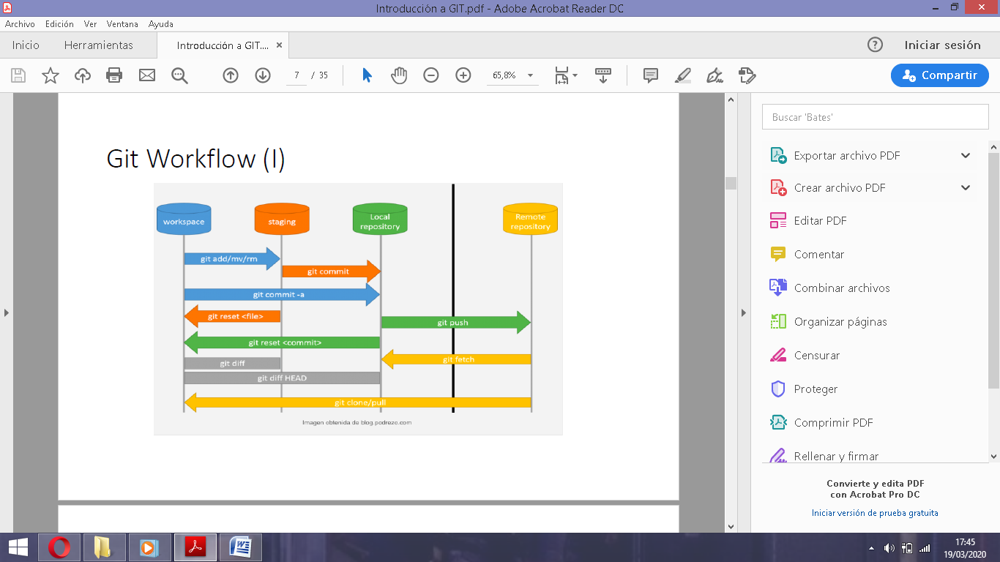 Introducción a GIT.pdf - Adobe Acrobat Reader DC
Archivo Edición Ver Ventana Ayuda
Inicio Herramientas Introducción a GIT.... × Iniciar sesión
7 / 35 65,8% Compartir
Git Workflow (I)
workspace
staging
Local
repository
Remote
repository
git add/mv/rm
git commit
git commit -a
git reset <file>
git push
git reset <commit>
git fetch
git diff
git diff HEAD
git clone/pull
Imagen obtenida de blog.podrezo.com
Buscar 'Bates'
Exportar archivo PDF
Crear archivo PDF
Editar PDF
Comentar
Combinar archivos
Organizar páginas
Censurar
Proteger
Comprimir PDF
Rellenar y firmar
Convierte y edita PDF
con Acrobat Pro DC
Iniciar versión de prueba gratuita
17:45
19/03/2020